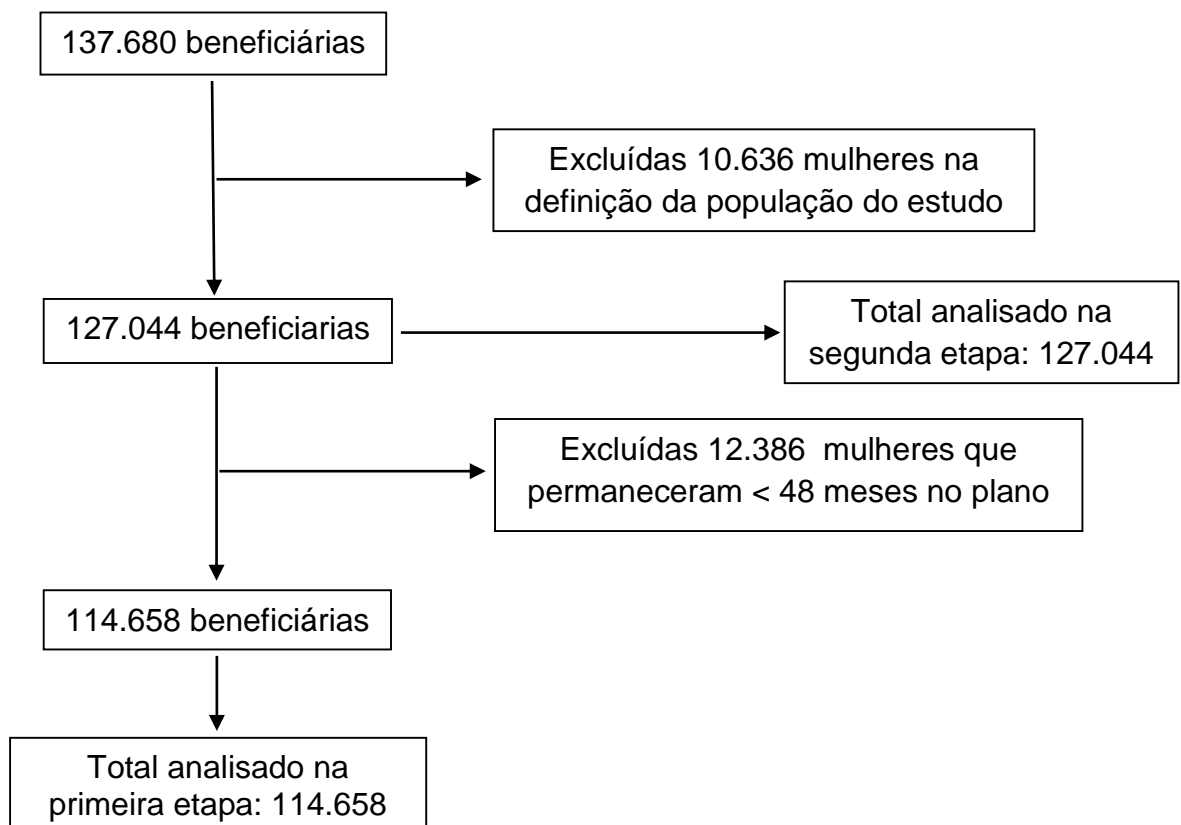 137.680 beneficiárias
Excluídas 10.636 mulheres na
definição da população do estudo
127.044 beneficiarias
Total analisado na
segunda etapa: 127.044
Excluídas 12.386  mulheres que
permaneceram < 48 meses no plano
114.658 beneficiárias
Total analisado na
primeira etapa: 114.658